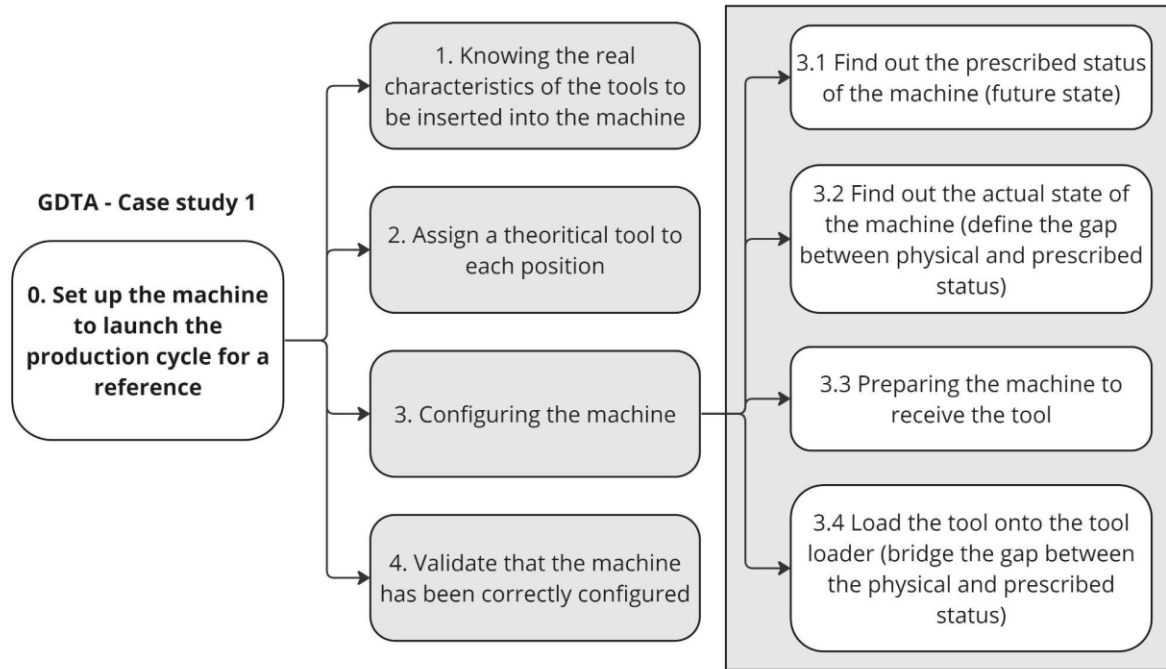 GDTA - Case study 1
0. Set up the machine
to launch the
production cycle for a
reference
1. Knowing the real
characteristics of the tools to
be inserted into the machine
2. Assign a theoritical tool to
each position
3. Configuring the machine
4. Validate that the machine
has been correctly configured
3.1 Find out the prescribed status
of the machine (future state)
3.2 Find out the actual state of
the machine (define the gap
between physical and prescribed
status)
3.3 Preparing the machine to
receive the tool
3.4 Load the tool onto the tool
loader (bridge the gap between
the physical and prescribed
status)